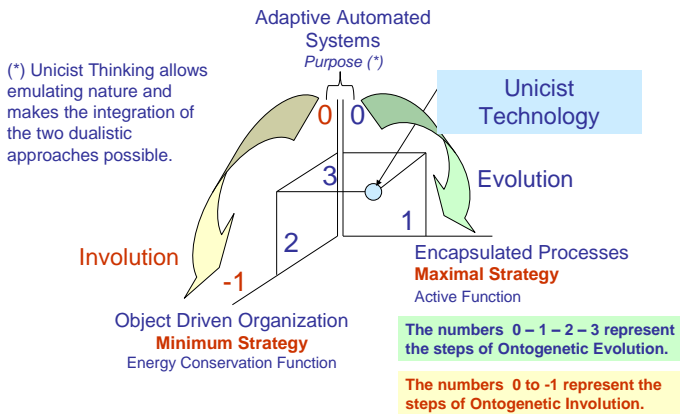 Adaptive Automated
Systems
Purpose (*)
(*) Unicist Thinking allows
emulating nature and
makes the integration of
the two dualistic
approaches possible.
0
0
Unicist
Technology
3
Evolution
1
2
Involution
-1
Encapsulated Processes
Maximal Strategy
Active Function
Object Driven Organization
Minimum Strategy
Energy Conservation Function
The numbers 0 – 1 – 2 – 3 represent
the steps of Ontogenetic Evolution.
The numbers 0 to -1 represent the
steps of Ontogenetic Involution.